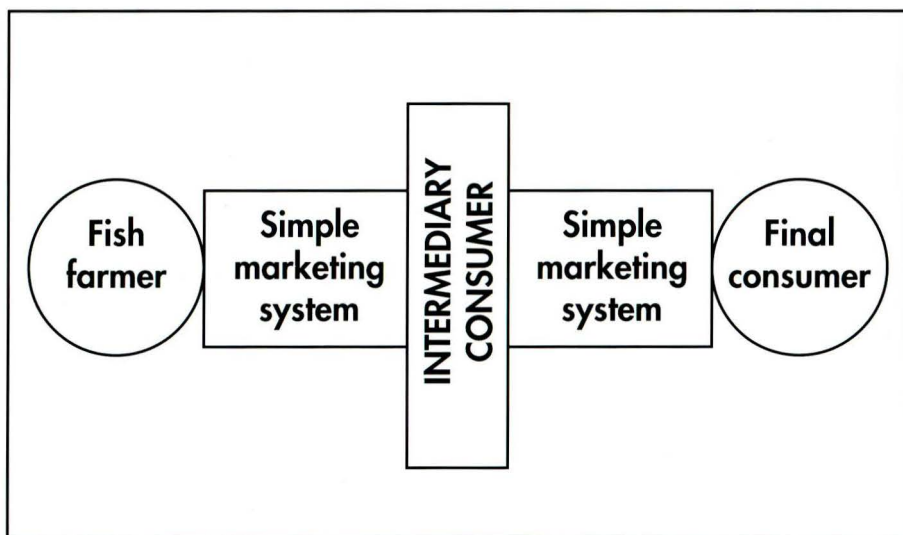 Fish
farmer
Simple
marketing
system
INTERMEDIARY
CONSUMER
Simple
marketing
system
Final
consumer